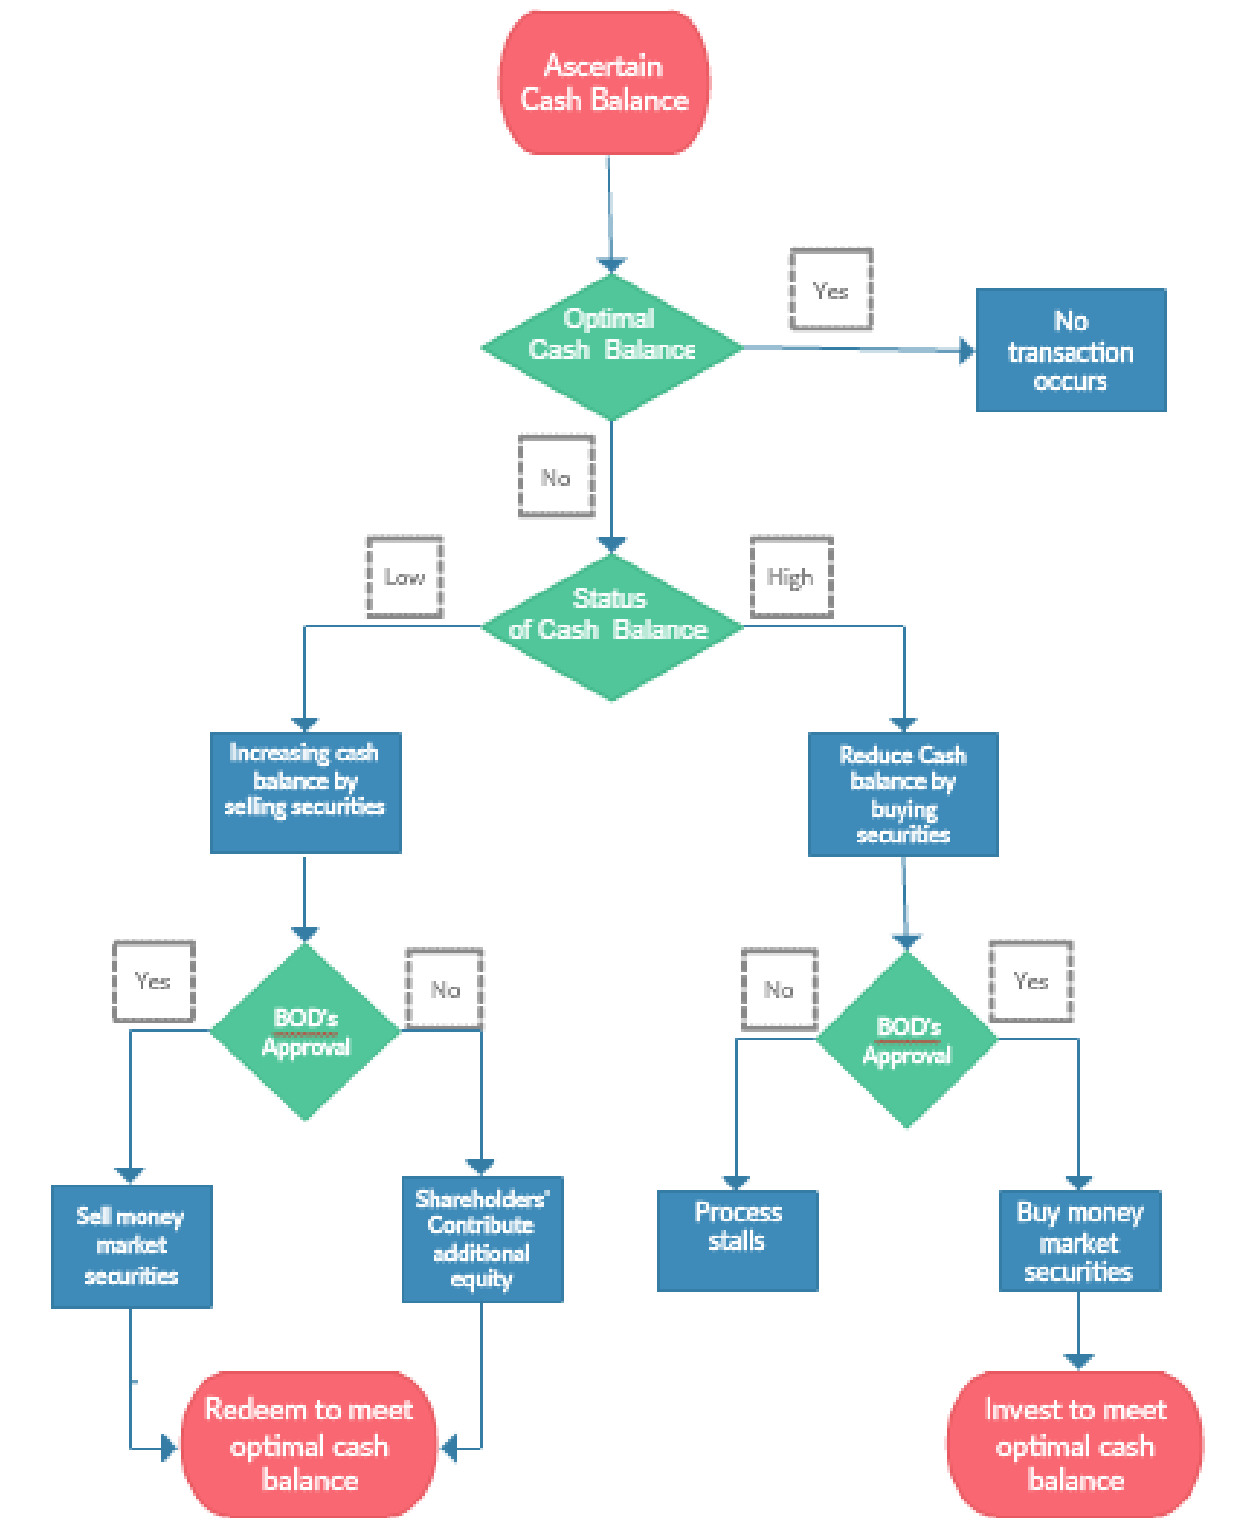 Ascertain
Cash Balance
Yes
Optimal
Cash Balance
No
transaction
occurs
No
Low
High
Status
of Cash Balance
Increasing cash
balance by
selling securities
Reduce Cash
balance by
buying
securities
Yes
No
No
Yes
BOD's
Approval
BOD's
Approval
Sell money
market
securities
Shareholders'
Contribute
additional
equity
Process
stalls
Buy money
market
securities
Redeem to meet
optimal cash
balance
Invest to meet
optimal cash
balance